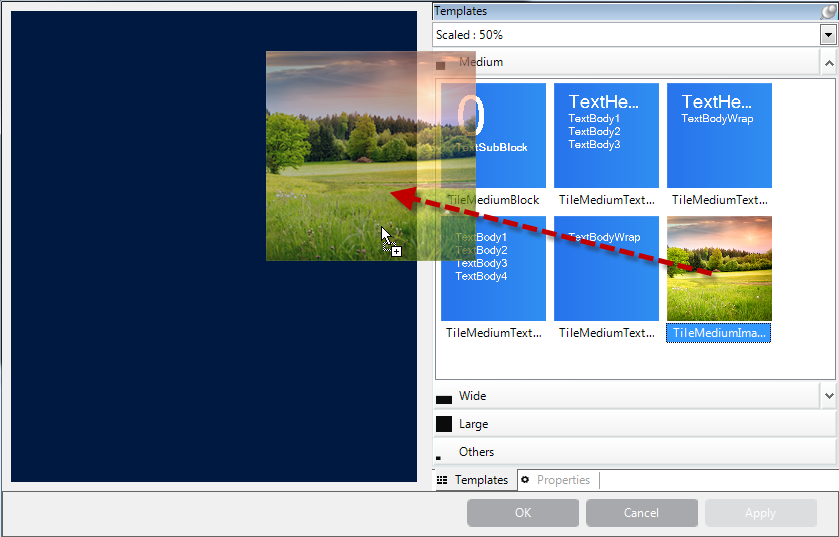 Templates
Scaled : 50%
Medium
0
TextSubBlock
TileMediumBlock
TextHe...
TextBody1
TextBody2
TextBody3
TileMediumText...
TextHe...
TextBodyWrap
TileMediumText...
TextBody1
TextBody2
TextBody3
TextBody4
TileMediumText...
TextBodyWrap
TileMediumText...
TileMediumIma...
Wide
Large
Others
Templates
Properties
OK
Cancel
Apply